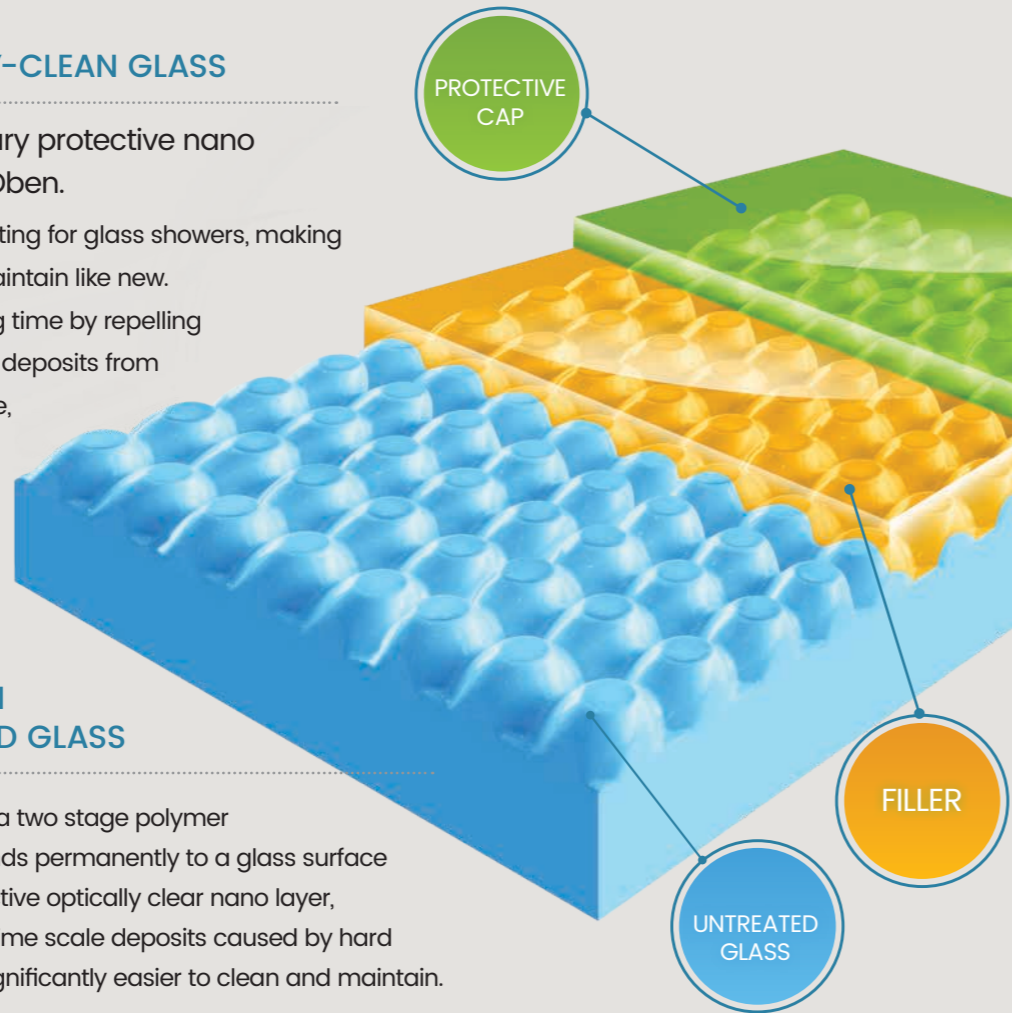 -CLEAN GLASS
ary protective nano
Oben.
ting for glass showers, making
aintain like new.
g time by repelling
deposits from
e,
D GLASS
a two stage polymer
nds permanently to a glass surface
ctive optically clear nano layer,
me scale deposits caused by hard
gnificantly easier to clean and maintain.
PROTECTIVE
CAP
FILLER
UNTREATED
GLASS